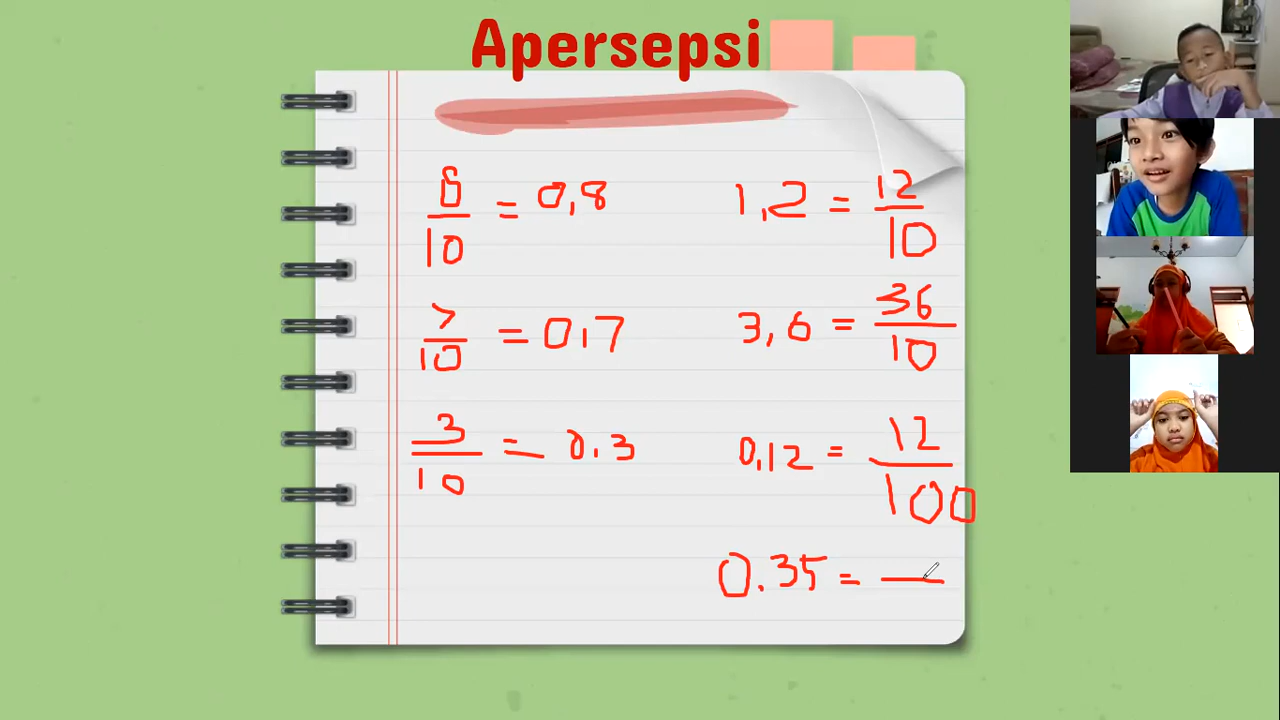 Apersepsi
8/10 = 0,8
7/10 = 0,7
3/10 = 0.3
1,2 = 12/10
3,6 = 36/10
0,12 = 12/100
0.35 = —